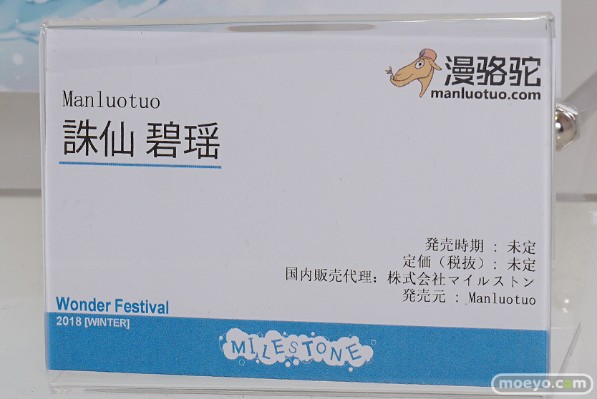 漫骆驼
manluotuo.com
Manluotuo
誅仙 碧瑶
発売時期 : 未定
定価（税抜）: 未定
国内販売代理: 株式会社マイルストン
発売元 : Manluotuo
Wonder Festival
2018 [WINTER]
MILESTONE
moeyo.com